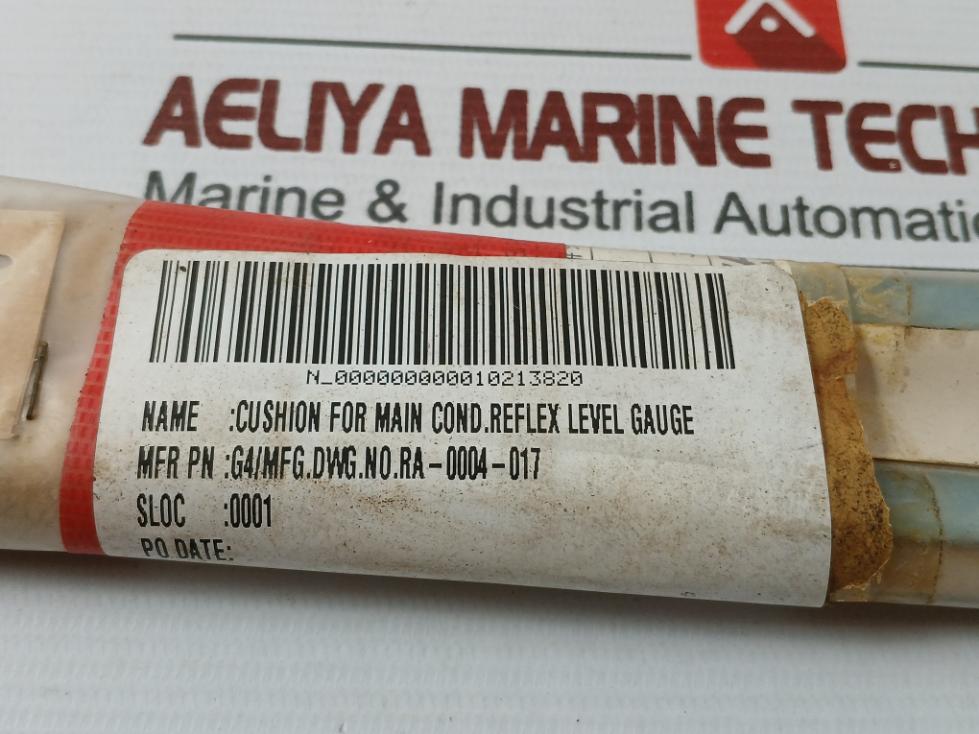 AELIYA MARINE TECH
Marine & Industrial Automati
N_000000000010213820
NAME :CUSHION FOR MAIN COND.REFLEX LEVEL GAUGE
MFR PN :G4/MFG.DWG.NO.RA-0004-017
SLOC :0001
PO DATE: